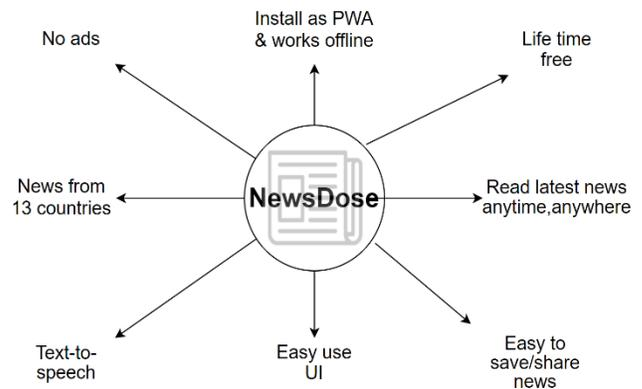 No ads
Install as PWA
& works offline
Life time
free
News from
13 countries
NewsDose
Read latest news
anytime,anywhere
Text-to-
speech
Easy use
UI
Easy to
save/share
news